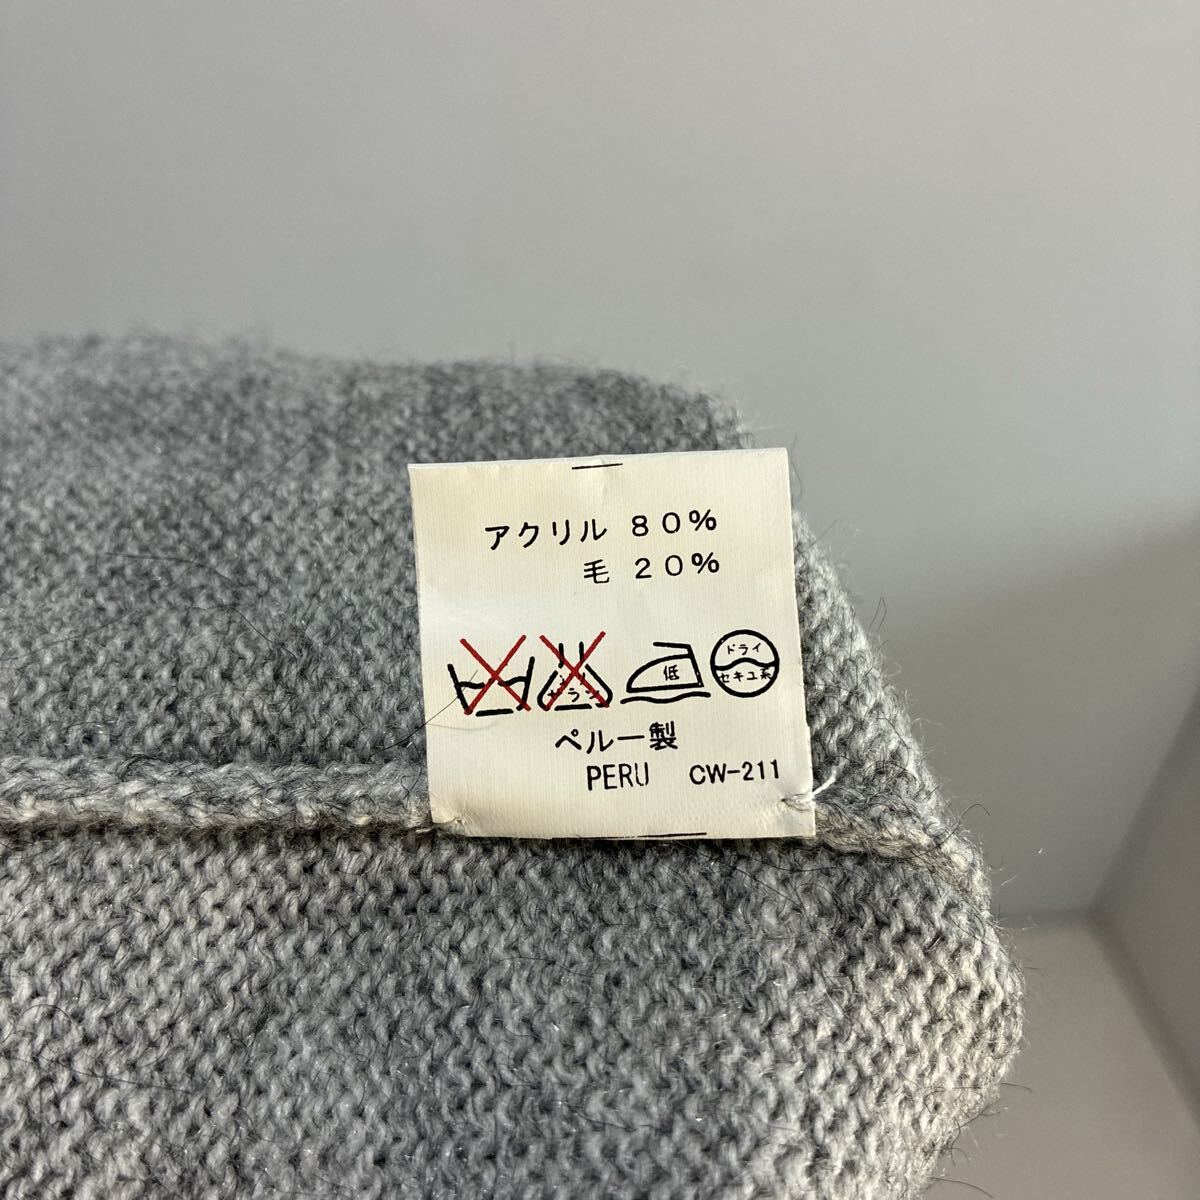 アクリル 80%
毛 20%
低
ドライ
セキユ系
ペルー製
PERU CW-211